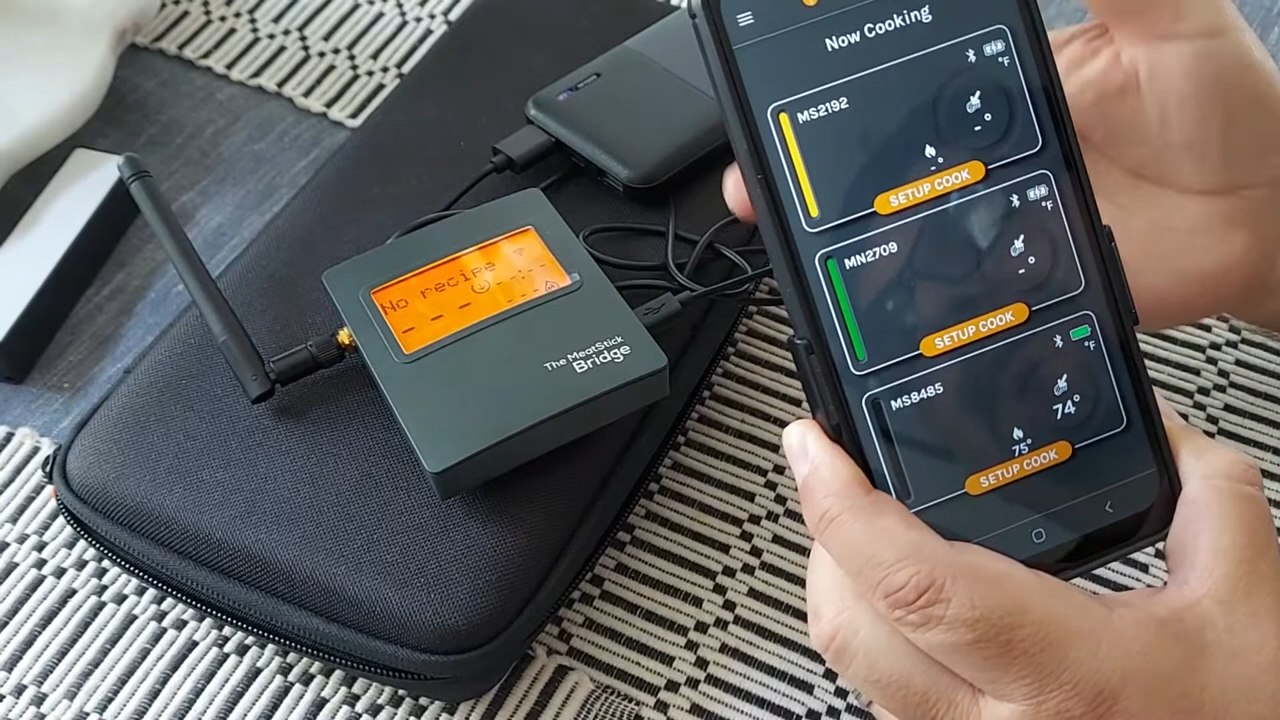 No recipe
The MeatStick
Bridge
Now Cooking
°F
MS2192
-°
-°
SETUP COOK
°F
MN2709
-°
SETUP COOK
°F
MS8485
74°
75°
SETUP COOK